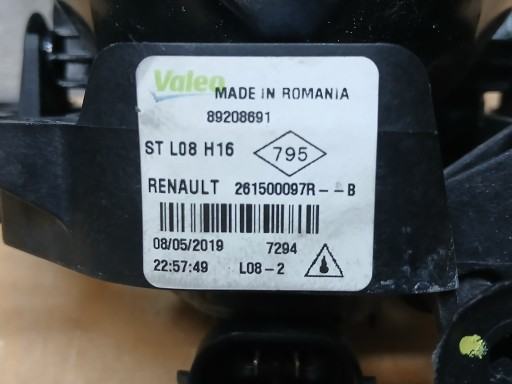 Valeo MADE IN ROMANIA
89208691
ST L08 H16 795
RENAULT 261500097R--B
08/05/2019 7294
22:57:49 L08-2